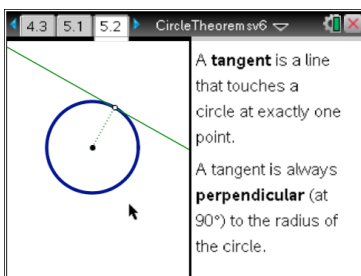 4.3 5.1 5.2 CircleTheoremsv6
A tangent is a line
that touches a
circle at exactly one
point.
A tangent is always
perpendicular (at
90°) to the radius of
the circle.